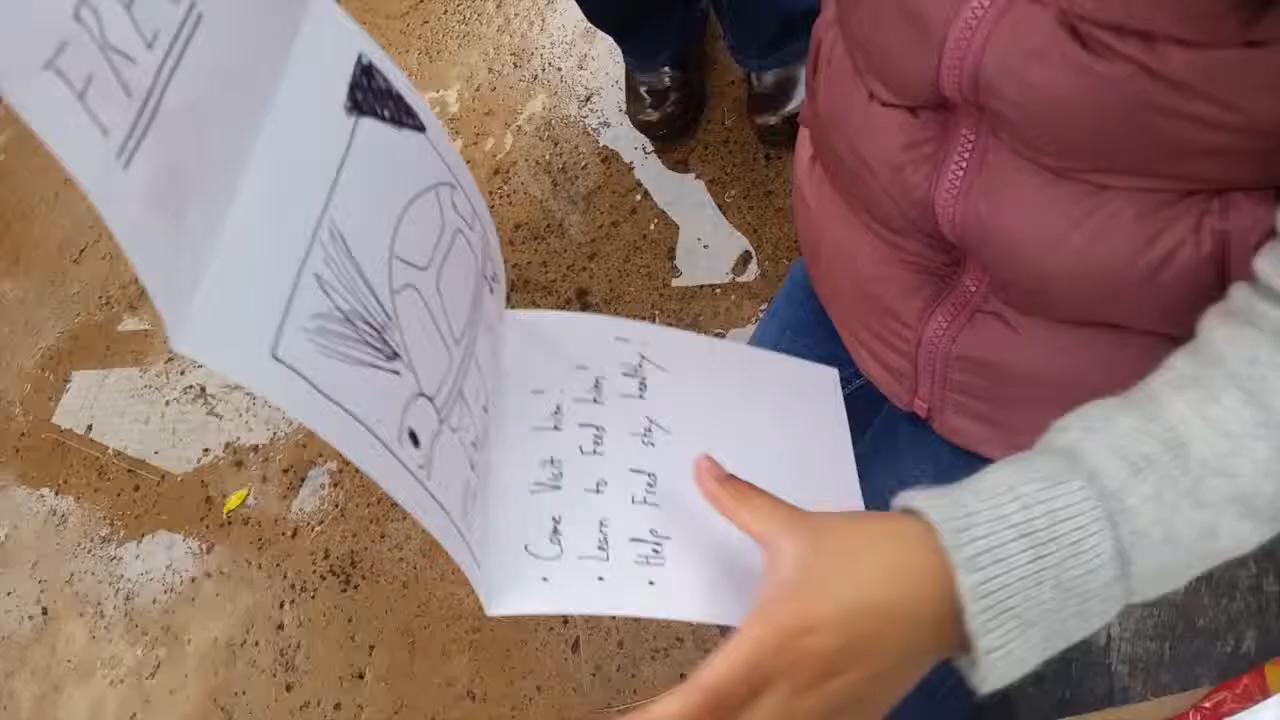 FRE
• Come Visit him!
• Learn to Feed him!
• Help Fred stay healthy!